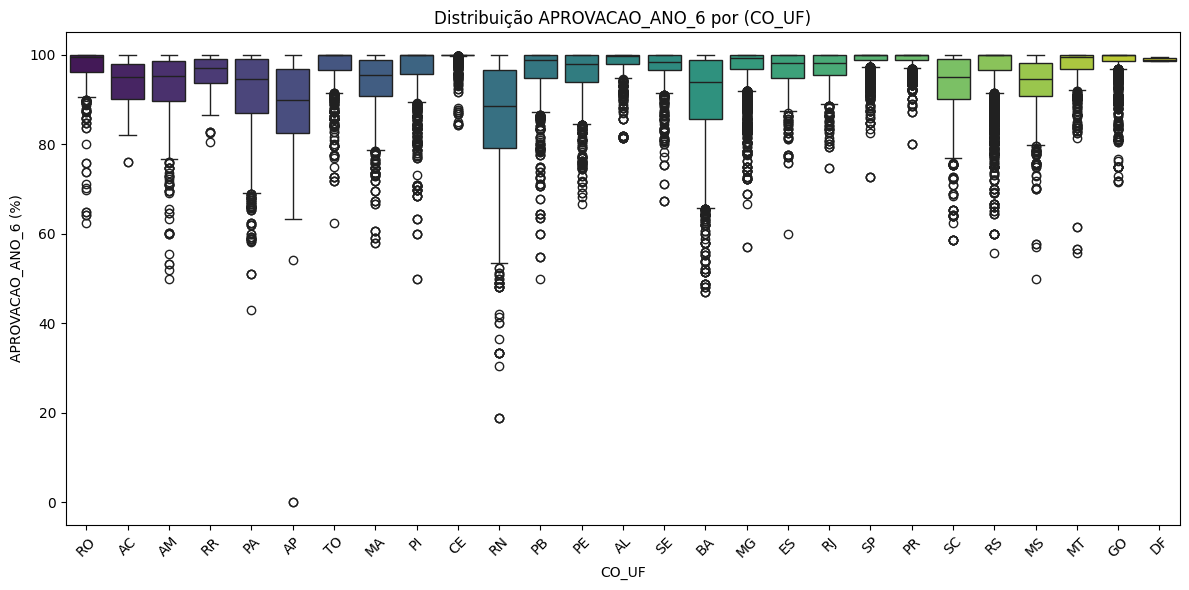 Distribuição APROVACAO_ANO_6 por (CO_UF)
APROVACAO_ANO_6 (%)
100
80
60
40
20
0
RO AC AM RR PA AP TO MA PI CE RN PB PE AL SE BA MG ES RJ SP PR SC RS MS MT GO DF
CO_UF